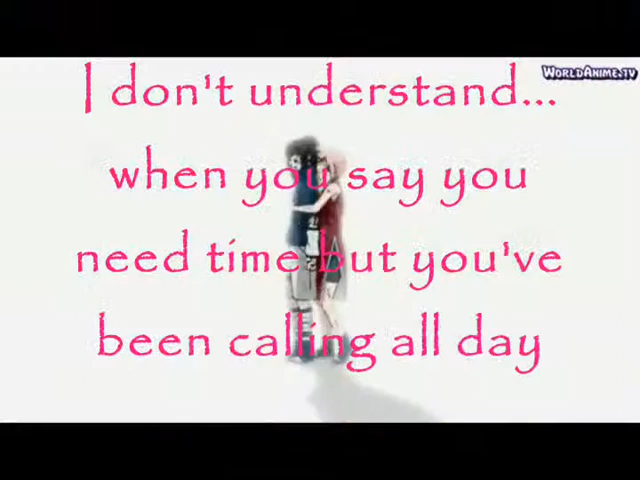 WORLDANIME.TV
I don't understand...
when you say you
need time but you've
been calling all day